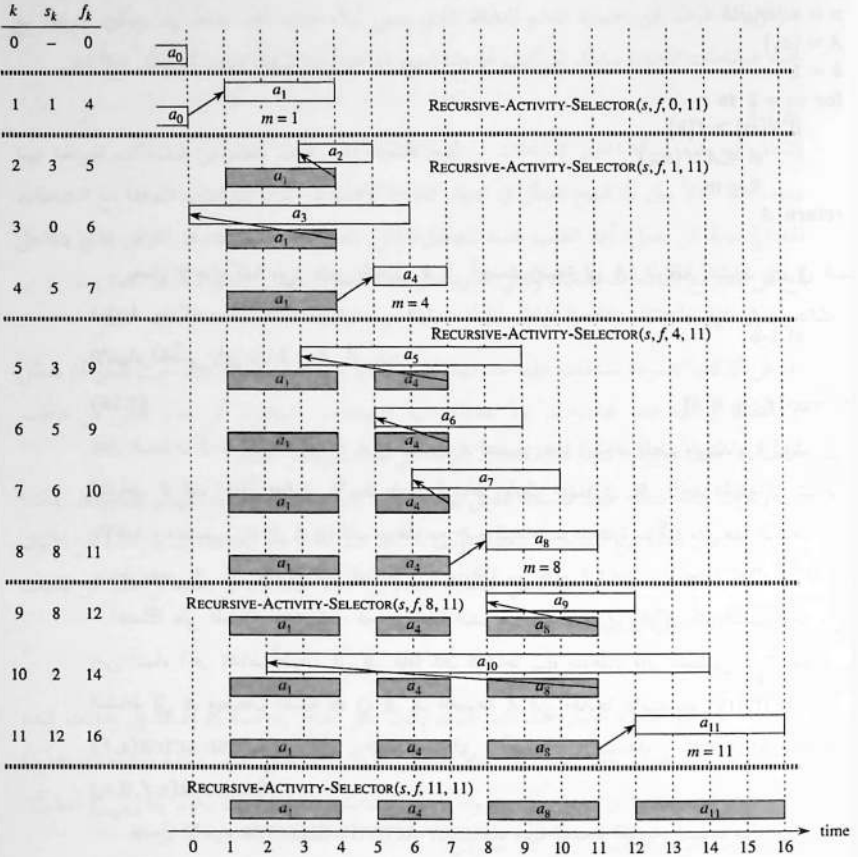 k s_k f_k
0 – 0 a_0
a_1
1 1 4 a_0 m = 1 RECURSIVE-ACTIVITY-SELECTOR(s, f, 0, 11)
2 3 5 a_2 RECURSIVE-ACTIVITY-SELECTOR(s, f, 1, 11)
a_1
3 0 6 a_3
a_1
4 5 7 a_4
a_1 m = 4
RECURSIVE-ACTIVITY-SELECTOR(s, f, 4, 11)
5 3 9 a_5
a_1 a_4
6 5 9 a_6
a_1 a_4
7 6 10 a_7
a_1 a_4
8 8 11 a_8
a_1 a_4 m = 8
9 8 12 RECURSIVE-ACTIVITY-SELECTOR(s, f, 8, 11) a_9
a_1 a_4 a_8
10 2 14 a_10
a_1 a_4 a_8
11 12 16 a_11
a_1 a_4 a_8 m = 11
RECURSIVE-ACTIVITY-SELECTOR(s, f, 11, 11)
a_1 a_4 a_8 a_11
time
0 1 2 3 4 5 6 7 8 9 10 11 12 13 14 15 16